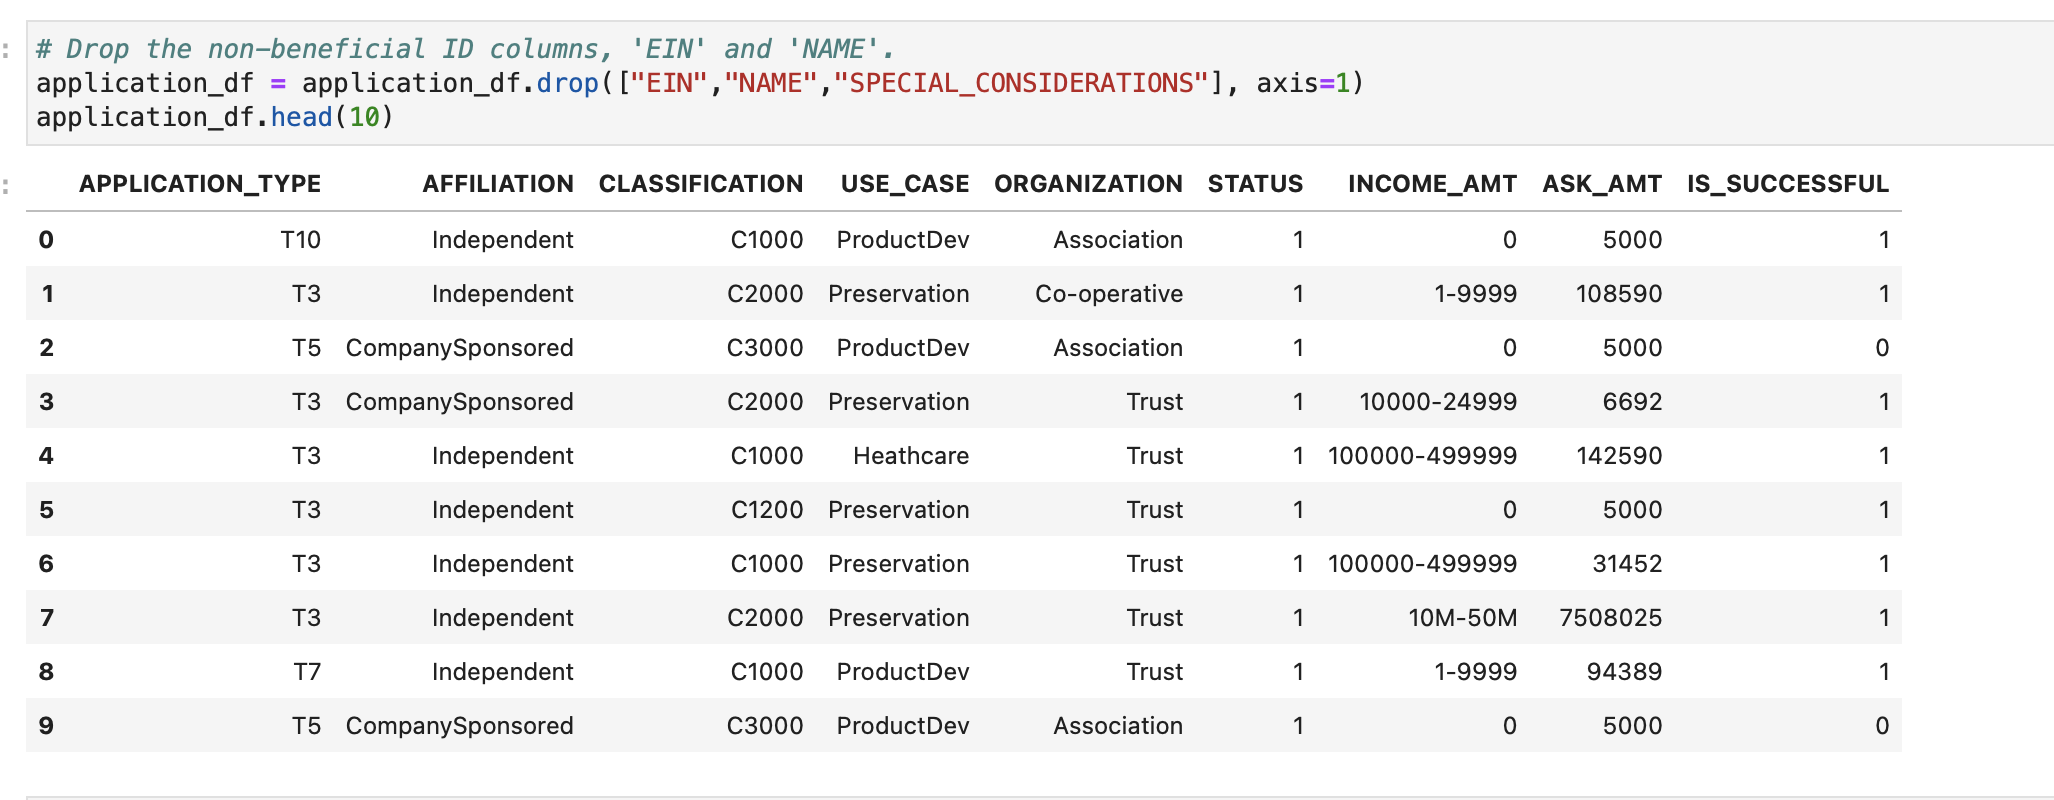 # Drop the non-beneficial ID columns, 'EIN' and 'NAME'.
application_df = application_df.drop(["EIN","NAME","SPECIAL_CONSIDERATIONS"], axis=1)
application_df.head(10)
APPLICATION_TYPE AFFILIATION CLASSIFICATION USE_CASE ORGANIZATION STATUS INCOME_AMT ASK_AMT IS_SUCCESSFUL
0 T10 Independent C1000 ProductDev Association 1 0 5000 1
1 T3 Independent C2000 Preservation Co-operative 1 1-9999 108590 1
2 T5 CompanySponsored C3000 ProductDev Association 1 0 5000 0
3 T3 CompanySponsored C2000 Preservation Trust 1 10000-24999 6692 1
4 T3 Independent C1000 Heathcare Trust 1 100000-499999 142590 1
5 T3 Independent C1200 Preservation Trust 1 0 5000 1
6 T3 Independent C1000 Preservation Trust 1 100000-499999 31452 1
7 T3 Independent C2000 Preservation Trust 1 10M-50M 7508025 1
8 T7 Independent C1000 ProductDev Trust 1 1-9999 94389 1
9 T5 CompanySponsored C3000 ProductDev Association 1 0 5000 0